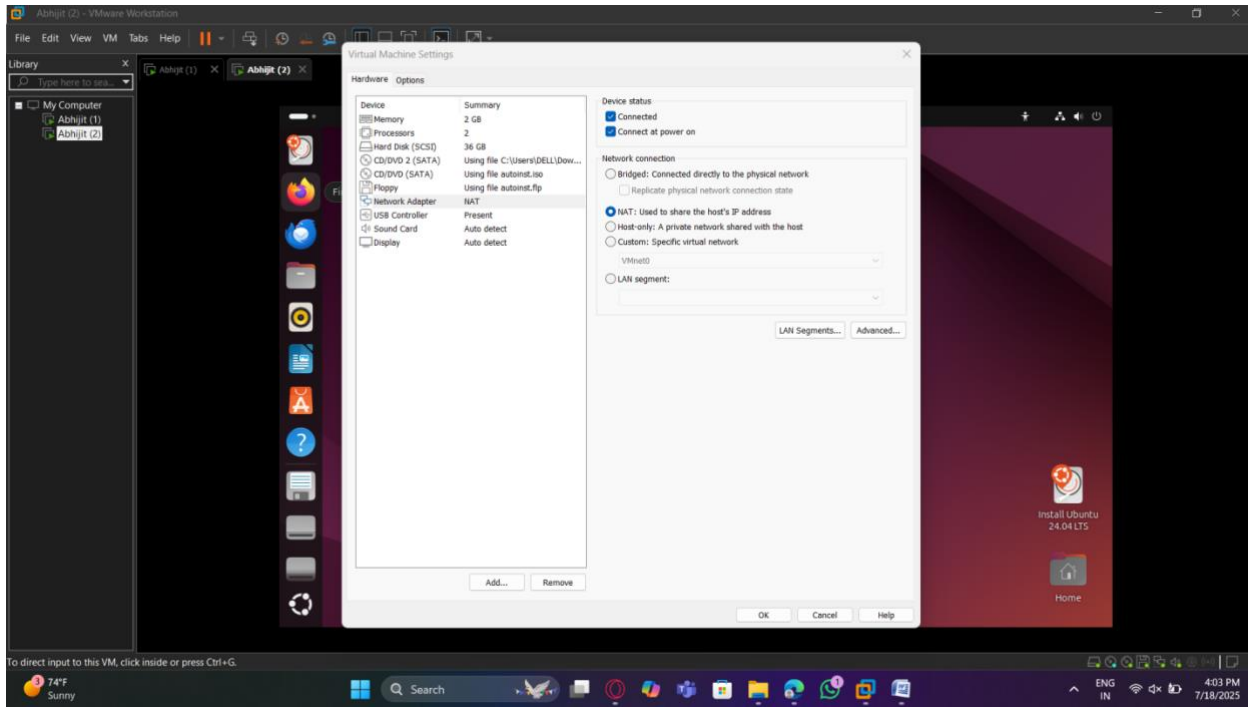 Abhijit (2) - VMware Workstation
File Edit View VM Tabs Help
Library X
Type here to sea...
My Computer
Abhijit (1)
Abhijit (2)
Abhijit (1) X
Abhijit (2) X
Virtual Machine Settings
Hardware Options
Device Summary
Memory 2 GB
Processors 2
Hard Disk (SCSI) 36 GB
CD/DVD 2 (SATA) Using file C:\Users\DELL\Dow...
CD/DVD (SATA) Using file autoinst.iso
Floppy Using file autoinst.flp
Network Adapter NAT
USB Controller Present
Sound Card Auto detect
Display Auto detect
Add... Remove
Device status
Connected
Connect at power on
Network connection
Bridged: Connected directly to the physical network
Replicate physical network connection state
NAT: Used to share the host's IP address
Host-only: A private network shared with the host
Custom: Specific virtual network
VMnet0
LAN segment:
LAN Segments... Advanced...
OK Cancel Help
Fi
Install Ubuntu
24.04 LTS
Home
To direct input to this VM, click inside or press Ctrl+G.
3
74°F
Sunny
Search
ENG
IN
4:03 PM
7/18/2025